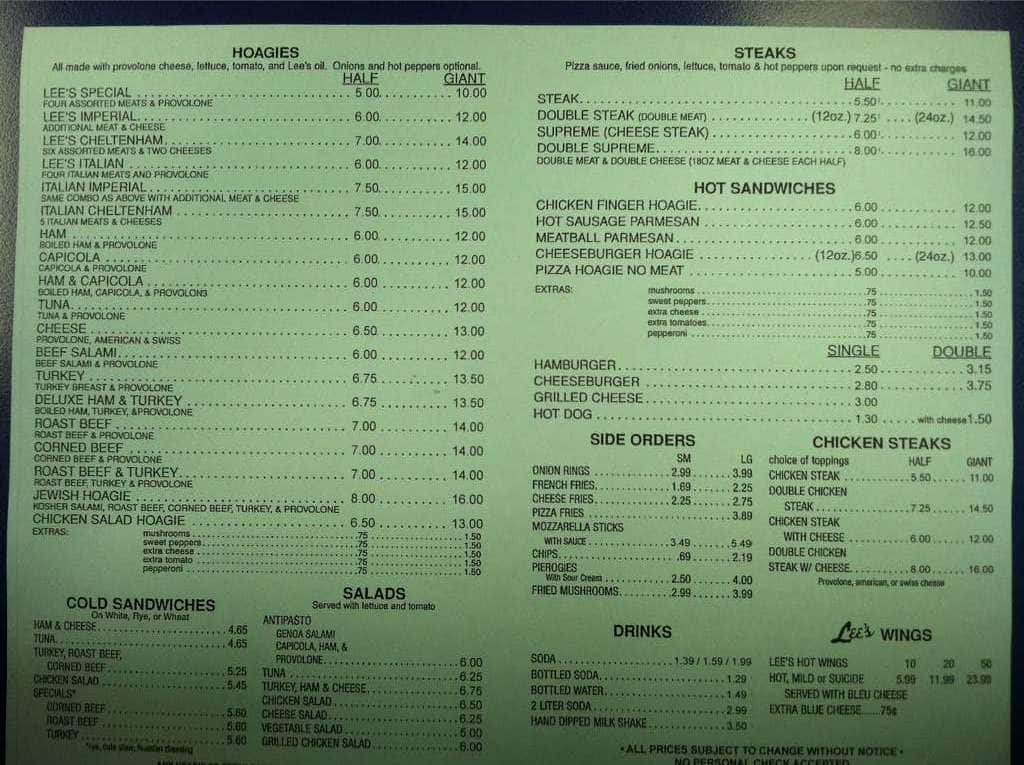 HOAGIES
All made with provolone cheese, lettuce, tomato, and Lee's oil. Onions and hot peppers optional.
HALF GIANT
LEE'S SPECIAL 5.00 10.00
FOUR ASSORTED MEATS & PROVOLONE
LEE'S IMPERIAL 6.00 12.00
ADDITIONAL MEAT & CHEESE
LEE'S CHELTENHAM 7.00 14.00
SIX ASSORTED MEATS & TWO CHEESES
LEE'S ITALIAN 6.00 12.00
FOUR ITALIAN MEATS AND PROVOLONE
ITALIAN IMPERIAL 7.50 15.00
SAME COMBO AS ABOVE WITH ADDITIONAL MEAT & CHEESE
ITALIAN CHELTENHAM 7.50 15.00
5 ITALIAN MEATS & CHEESES
HAM 6.00 12.00
BOILED HAM & PROVOLONE
CAPICOLA 6.00 12.00
CAPICOLA & PROVOLONE
HAM & CAPICOLA 6.00 12.00
BOILED HAM, CAPICOLA, & PROVOLON3
TUNA 6.00 12.00
TUNA & PROVOLONE
CHEESE 6.50 13.00
PROVOLONE, AMERICAN & SWISS
BEEF SALAMI 6.00 12.00
BEEF SALAMI & PROVOLONE
TURKEY 6.75 13.50
TURKEY BREAST & PROVOLONE
DELUXE HAM & TURKEY 6.75 13.50
BOILED HAM, TURKEY, &PROVOLONE
ROAST BEEF 7.00 14.00
ROAST BEEF & PROVOLONE
CORNED BEEF 7.00 14.00
CORNED BEEF & PROVOLONE
ROAST BEEF & TURKEY 7.00 14.00
ROAST BEEF, TURKEY & PROVOLONE
JEWISH HOAGIE 8.00 16.00
KOSHER SALAMI, ROAST BEEF, CORNED BEEF, TURKEY, & PROVOLONE
CHICKEN SALAD HOAGIE 6.50 13.00
EXTRAS: mushrooms .75 1.50
sweet peppers .75 1.50
extra cheese .75 1.50
extra tomato .75 1.50
pepperoni .75 1.50
COLD SANDWICHES
On White, Rye, or Wheat
HAM & CHEESE 4.65
TUNA 4.65
TURKEY, ROAST BEEF,
CORNED BEEF 5.25
CHICKEN SALAD 5.45
SPECIALS*
CORNED BEEF 5.60
ROAST BEEF 5.60
TURKEY 5.60
*rye, cole slaw, Russian dressing
SALADS
Served with lettuce and tomato
ANTIPASTO
GENOA SALAMI
CAPICOLA, HAM, &
PROVOLONE 6.00
TUNA 6.25
TURKEY, HAM & CHEESE 6.75
CHICKEN SALAD 6.50
CHEESE SALAD 6.25
VEGETABLE SALAD 5.00
GRILLED CHICKEN SALAD 6.00
STEAKS
Pizza sauce, fried onions, lettuce, tomato & hot peppers upon request - no extra charges
HALF GIANT
STEAK 5.50 11.00
DOUBLE STEAK (DOUBLE MEAT) (12oz.) 7.25 (24oz.) 14.50
SUPREME (CHEESE STEAK) 6.00 12.00
DOUBLE SUPREME 8.00 16.00
DOUBLE MEAT & DOUBLE CHEESE (18OZ MEAT & CHEESE EACH HALF)
HOT SANDWICHES
CHICKEN FINGER HOAGIE 6.00 12.00
HOT SAUSAGE PARMESAN 6.00 12.50
MEATBALL PARMESAN 6.00 12.00
CHEESEBURGER HOAGIE (12oz.)6.50 (24oz.) 13.00
PIZZA HOAGIE NO MEAT 5.00 10.00
EXTRAS: mushrooms .75 1.50
sweet peppers .75 1.50
extra cheese .75 1.50
extra tomatoes .75 1.50
pepperoni .75 1.50
SINGLE DOUBLE
HAMBURGER 2.50 3.15
CHEESEBURGER 2.80 3.75
GRILLED CHEESE 3.00
HOT DOG 1.30 with cheese 1.50
SIDE ORDERS
SM LG
ONION RINGS 2.99 3.99
FRENCH FRIES 1.69 2.25
CHEESE FRIES 2.25 2.75
PIZZA FRIES 3.89
MOZZARELLA STICKS
WITH SAUCE 3.49 5.49
CHIPS .69 2.19
PIEROGIES
With Sour Cream 2.50 4.00
FRIED MUSHROOMS 2.99 3.99
CHICKEN STEAKS
choice of toppings HALF GIANT
CHICKEN STEAK 5.50 11.00
DOUBLE CHICKEN
STEAK 7.25 14.50
CHICKEN STEAK
WITH CHEESE 6.00 12.00
DOUBLE CHICKEN
STEAK W/ CHEESE 8.00 16.00
Provolone, american, or swiss cheese
DRINKS
SODA 1.39 / 1.59 / 1.99
BOTTLED SODA 1.29
BOTTLED WATER 1.49
2 LITER SODA 2.99
HAND DIPPED MILK SHAKE 3.50
LEE'S WINGS
LEE'S HOT WINGS 10 20 50
HOT, MILD or SUICIDE 5.99 11.99 23.99
SERVED WITH BLEU CHEESE
EXTRA BLUE CHEESE 75¢
• ALL PRICES SUBJECT TO CHANGE WITHOUT NOTICE •
NO PERSONAL CHECK ACCEPTED